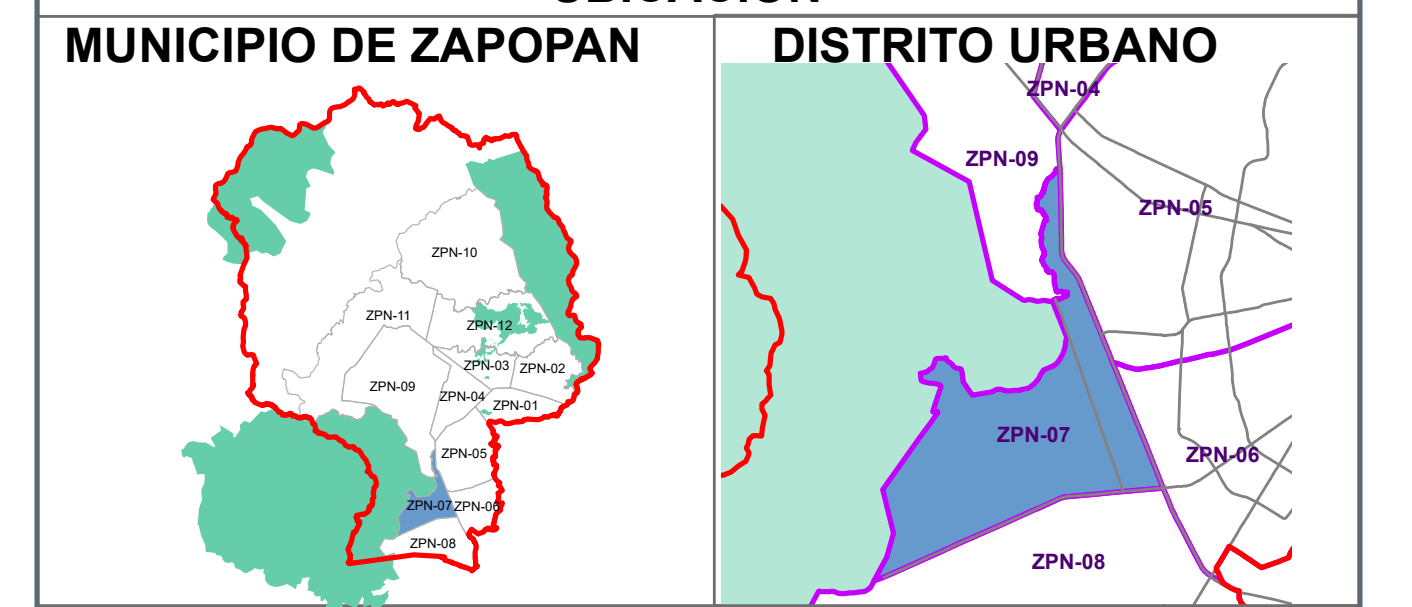 UBICACIÓN
MUNICIPIO DE ZAPOPAN
ZPN-10
ZPN-11
ZPN-12
ZPN-03
ZPN-02
ZPN-09
ZPN-04
ZPN-01
ZPN-05
ZPN-07
ZPN-06
ZPN-08
DISTRITO URBANO
ZPN-04
ZPN-09
ZPN-05
ZPN-07
ZPN-06
ZPN-08